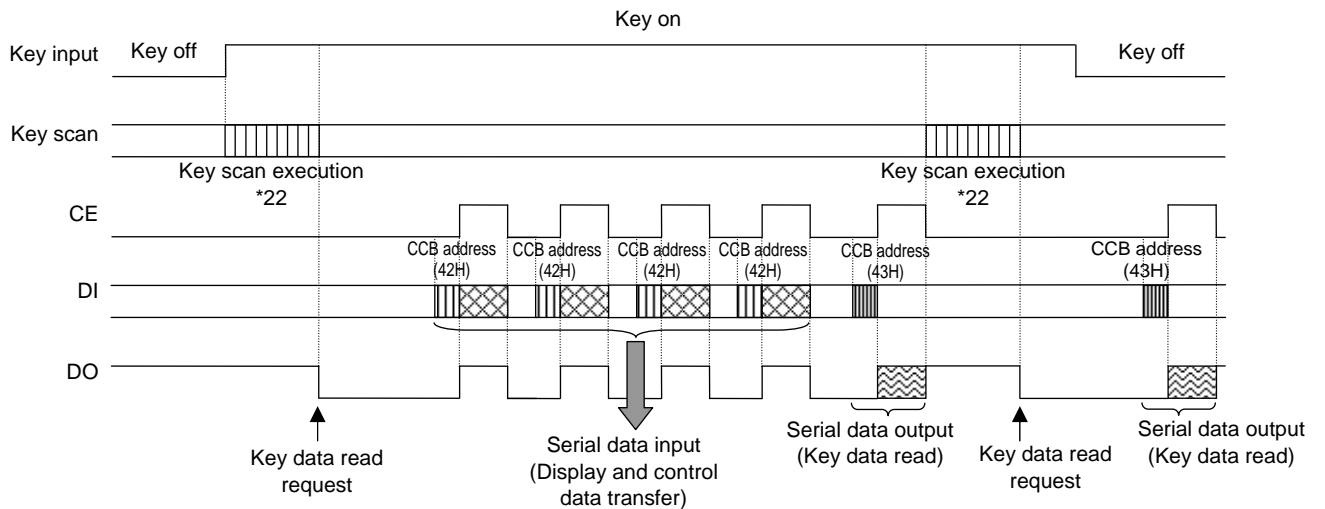 Key on
Key input
Key off
Key off
Key scan
Key scan execution
*22
Key scan execution
*22
CE
CCB address
(42H)
CCB address
(42H)
CCB address
(42H)
CCB address
(42H)
CCB address
(43H)
CCB address
(43H)
DI
DO
Key data read
request
Serial data input
(Display and control
data transfer)
Serial data output
(Key data read)
Key data read
request
Serial data output
(Key data read)